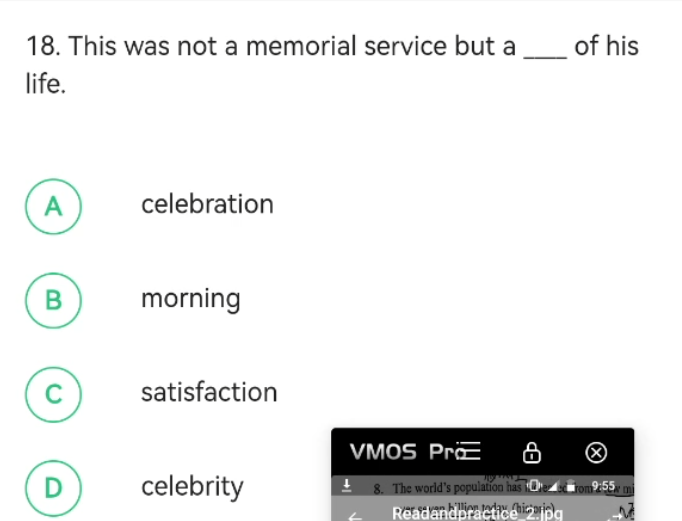 18. This was not a memorial service but a ____ of his
life.
A celebration
B morning
C satisfaction
D celebrity
VMOS Pro
8. The world's population has
9:55
Readandpractice_2.jpg